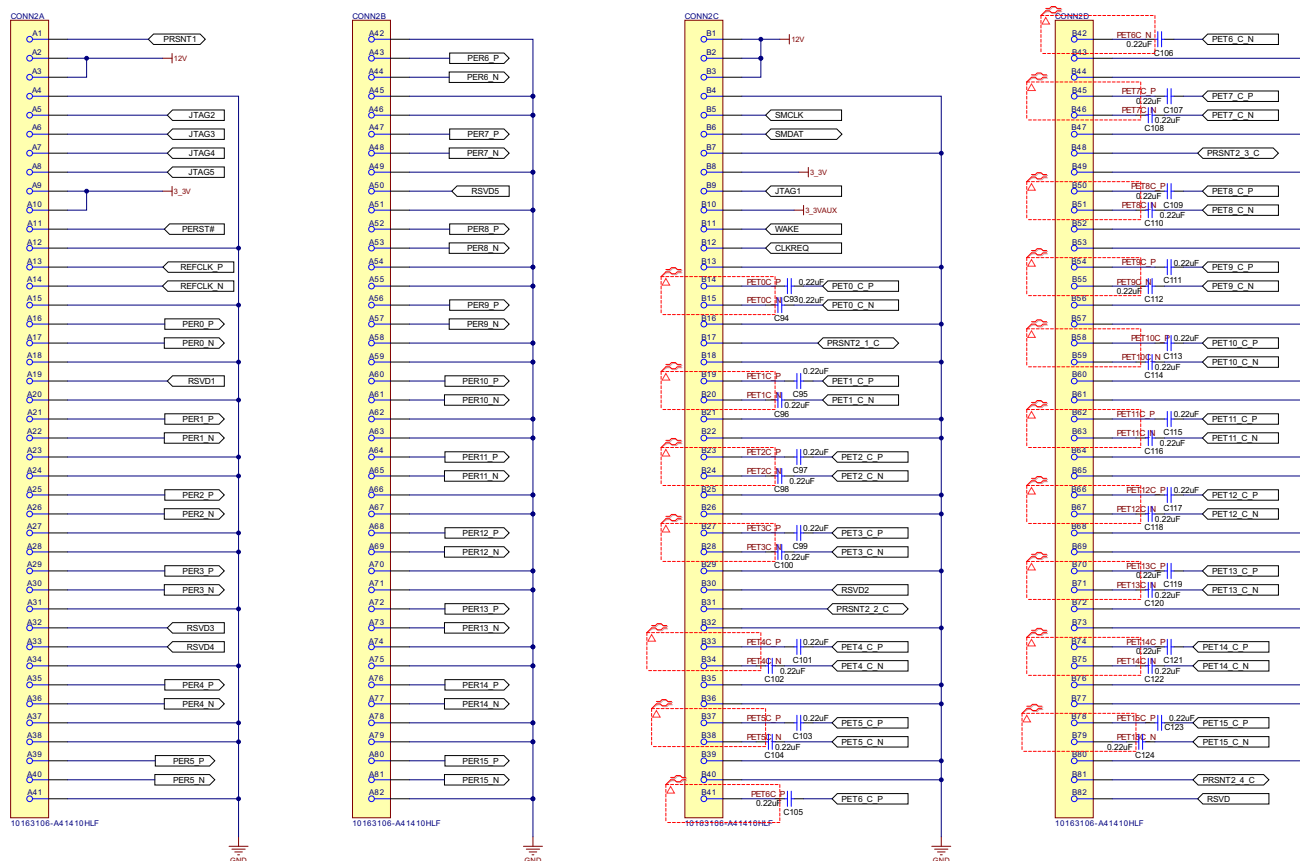 CONN2A
A1 PRSNT1
A2 12V
A3
A4
A5 JTAG2
A6 JTAG3
A7 JTAG4
A8 JTAG5
A9 3_3V
A10
A11 PERST#
A12
A13 REFCLK_P
A14 REFCLK_N
A15
A16 PER0_P
A17 PER0_N
A18
A19 RSVD1
A20
A21 PER1_P
A22 PER1_N
A23
A24
A25 PER2_P
A26 PER2_N
A27
A28
A29 PER3_P
A30 PER3_N
A31
A32 RSVD3
A33 RSVD4
A34
A35 PER4_P
A36 PER4_N
A37
A38
A39 PER5_P
A40 PER5_N
A41
10163106-A41410HLF
GND
CONN2B
A42
A43 PER6_P
A44 PER6_N
A45
A46
A47 PER7_P
A48 PER7_N
A49
A50 RSVD5
A51
A52 PER8_P
A53 PER8_N
A54
A55
A56 PER9_P
A57 PER9_N
A58
A59
A60 PER10_P
A61 PER10_N
A62
A63
A64 PER11_P
A65 PER11_N
A66
A67
A68 PER12_P
A69 PER12_N
A70
A71
A72 PER13_P
A73 PER13_N
A74
A75
A76 PER14_P
A77 PER14_N
A78
A79
A80 PER15_P
A81 PER15_N
A82
10163106-A41410HLF
GND
CONN2C
B1 12V
B2
B3
B4
B5 SMCLK
B6 SMDAT
B7
B8 3_3V
B9 JTAG1
B10 3_3VAUX
B11 WAKE
B12 CLKREQ
B13
B14 PET0C_P 0.22uF PET0_C_P
B15 PET0C_N C93 0.22uF PET0_C_N
B16 C94
B17 PRSNT2_1_C
B18
B19 PET1C_P 0.22uF PET1_C_P
B20 PET1C_N C95 0.22uF PET1_C_N
B21 C96
B22
B23 PET2C_P 0.22uF PET2_C_P
B24 PET2C_N C97 0.22uF PET2_C_N
B25 C98
B26
B27 PET3C_P 0.22uF PET3_C_P
B28 PET3C_N C99 0.22uF PET3_C_N
B29 C100
B30 RSVD2
B31 PRSNT2_2_C
B32
B33 PET4C_P 0.22uF PET4_C_P
B34 PET4C_N C101 0.22uF PET4_C_N
B35 C102
B36
B37 PET5C_P 0.22uF PET5_C_P
B38 PET5C_N C103 0.22uF PET5_C_N
B39 C104
B40
B41 PET6C_P 0.22uF C105 PET6_C_P
10163106-A41410HLF
GND
CONN2D
B42 PET6C_N 0.22uF C106 PET6_C_N
B43
B44
B45 PET7C_P 0.22uF C107 PET7_C_P
B46 PET7C_N 0.22uF C108 PET7_C_N
B47
B48 PRSNT2_3_C
B49
B50 PET8C_P 0.22uF C109 PET8_C_P
B51 PET8C_N 0.22uF C110 PET8_C_N
B52
B53
B54 PET9C_P 0.22uF C111 PET9_C_P
B55 PET9C_N 0.22uF C112 PET9_C_N
B56
B57
B58 PET10C_P 0.22uF C113 PET10_C_P
B59 PET10C_N 0.22uF C114 PET10_C_N
B60
B61
B62 PET11C_P 0.22uF C115 PET11_C_P
B63 PET11C_N 0.22uF C116 PET11_C_N
B64
B65
B66 PET12C_P 0.22uF C117 PET12_C_P
B67 PET12C_N 0.22uF C118 PET12_C_N
B68
B69
B70 PET13C_P 0.22uF C119 PET13_C_P
B71 PET13C_N 0.22uF C120 PET13_C_N
B72
B73
B74 PET14C_P 0.22uF C121 PET14_C_P
B75 PET14C_N 0.22uF C122 PET14_C_N
B76
B77
B78 PET15C_P 0.22uF C123 PET15_C_P
B79 PET15C_N 0.22uF C124 PET15_C_N
B80
B81 PRSNT2_4_C
B82 RSVD
10163106-A41410HLF